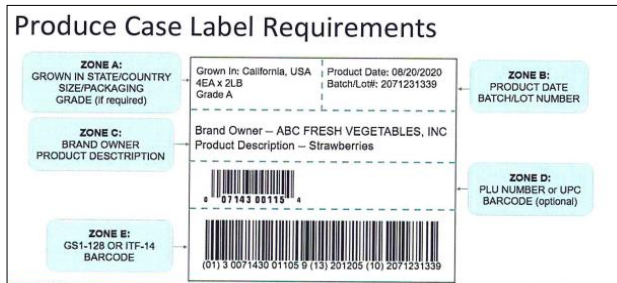 Produce Case Label Requirements
ZONE A:
GROWN IN STATE/COUNTRY
SIZE/PACKAGING
GRADE (if required)
Grown In: California, USA
4EA x 2LB
Grade A
Product Date: 08/20/2020
Batch/Lot#: 2071231339
ZONE B:
PRODUCT DATE
BATCH/LOT NUMBER
ZONE C:
BRAND OWNER
PRODUCT DESCTRIPTION
Brand Owner – ABC FRESH VEGETABLES, INC
Product Description – Strawberries
0 07143 00115 4
ZONE D:
PLU NUMBER or UPC
BARCODE (optional)
ZONE E:
GS1-128 OR ITF-14
BARCODE
(01) 3 0071430 01105 9 (13) 201205 (10) 2071231339